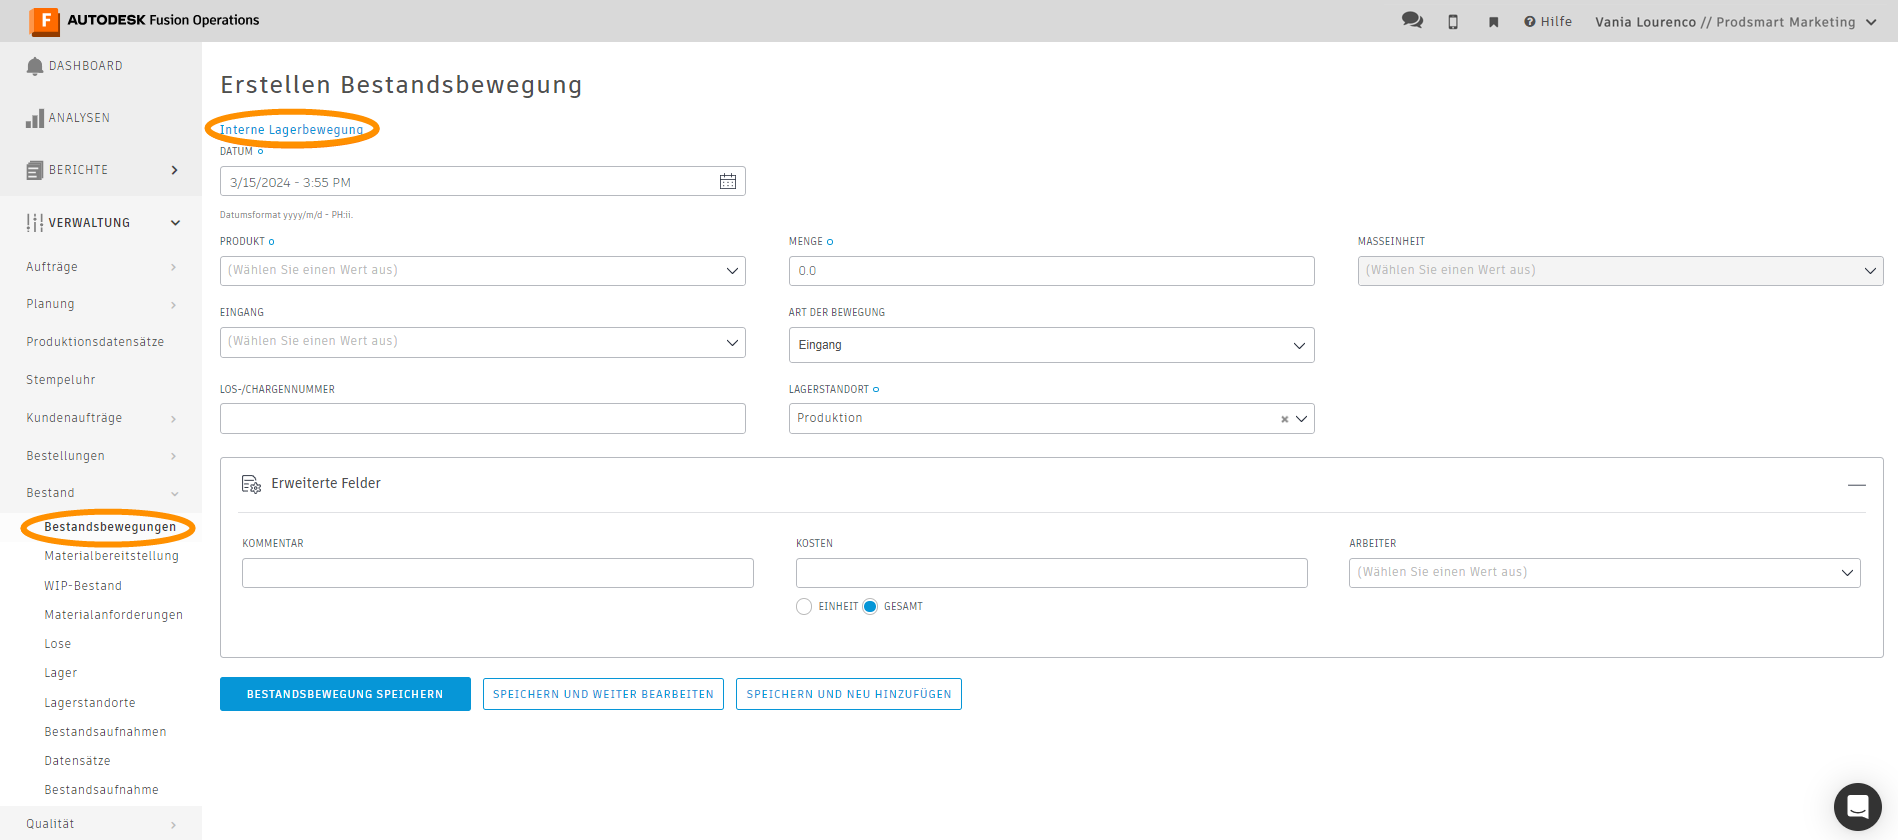 F AUTODESK Fusion Operations
Hilfe
Vania Lourenco // Prodsmart Marketing
DASHBOARD
ANALYSEN
BERICHTE
VERWALTUNG
Aufträge
Planung
Produktionsdatensätze
Stempeluhr
Kundenaufträge
Bestellungen
Bestand
Bestandsbewegungen
Materialbereitstellung
WIP-Bestand
Materialanforderungen
Lose
Lager
Lagerstandorte
Bestandsaufnahmen
Datensätze
Bestandsaufnahme
Qualität
Erstellen Bestandsbewegung
Interne Lagerbewegung
DATUM
3/15/2024 - 3:55 PM
Datumsformat yyyy/m/d - PH:ii.
PRODUKT
(Wählen Sie einen Wert aus)
MENGE
0.0
MASSEINHEIT
(Wählen Sie einen Wert aus)
EINGANG
(Wählen Sie einen Wert aus)
ART DER BEWEGUNG
Eingang
LOS-/CHARGENNUMMER
LAGERSTANDORT
Produktion
Erweiterte Felder
KOMMENTAR
KOSTEN
EINHEIT GESAMT
ARBEITER
(Wählen Sie einen Wert aus)
BESTANDSBEWEGUNG SPEICHERN
SPEICHERN UND WEITER BEARBEITEN
SPEICHERN UND NEU HINZUFÜGEN